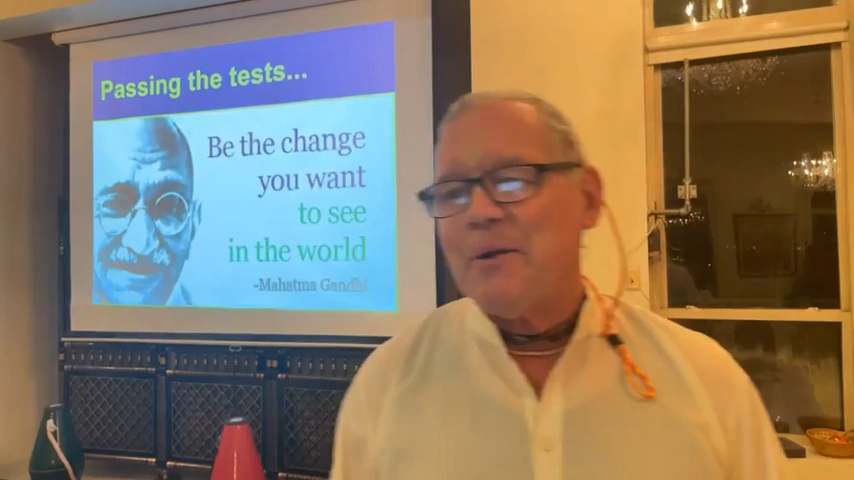 Passing the tests...
Be the change
you want
to see
in the world
-Mahatma Gandhi